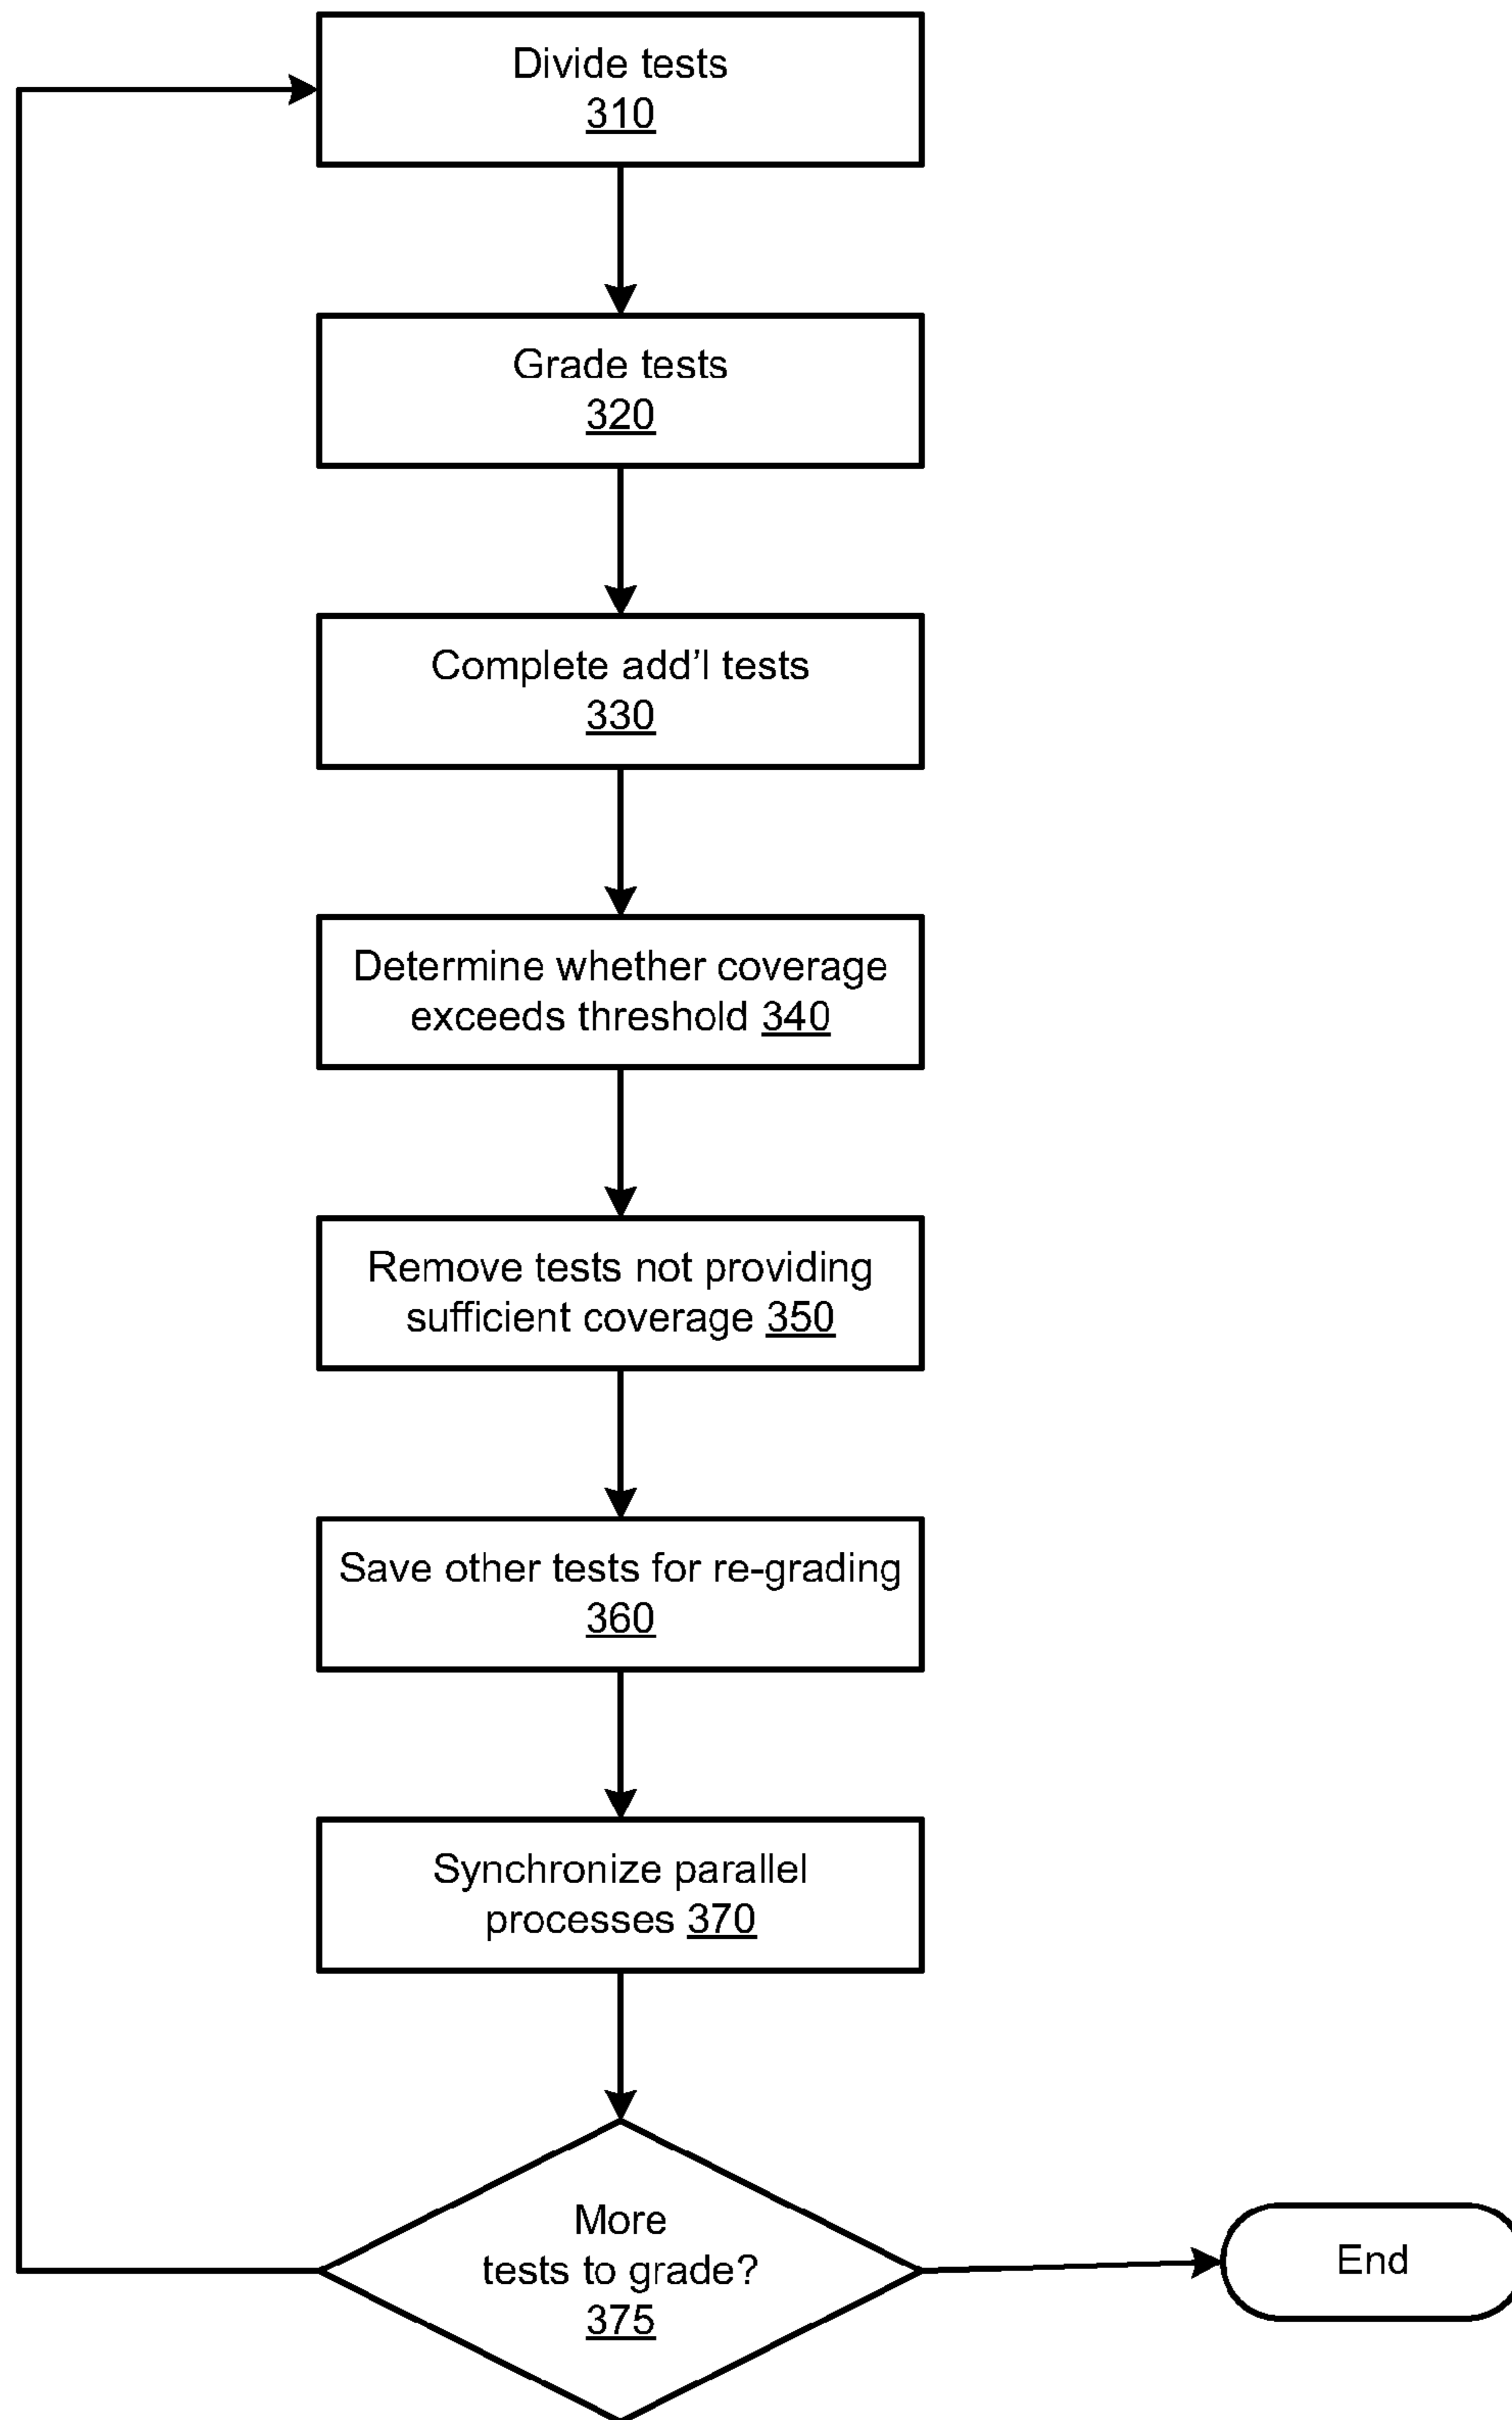 Divide tests
310
Grade tests
320
Complete add'l tests
330
Determine whether coverage
exceeds threshold 340
Remove tests not providing
sufficient coverage 350
Save other tests for re-grading
360
Synchronize parallel
processes 370
More
tests to grade?
375
End